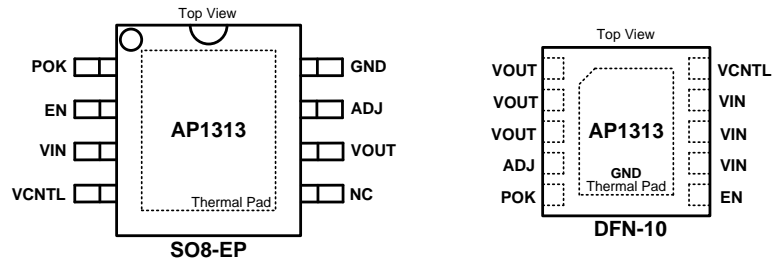 Top View
POK
GND
EN
ADJ
AP1313
VIN
VOUT
VCNTL
NC
Thermal Pad
SO8-EP
Top View
VOUT
VCNTL
VOUT
VIN
VOUT
AP1313
VIN
ADJ
GND
VIN
Thermal Pad
POK
EN
DFN-10